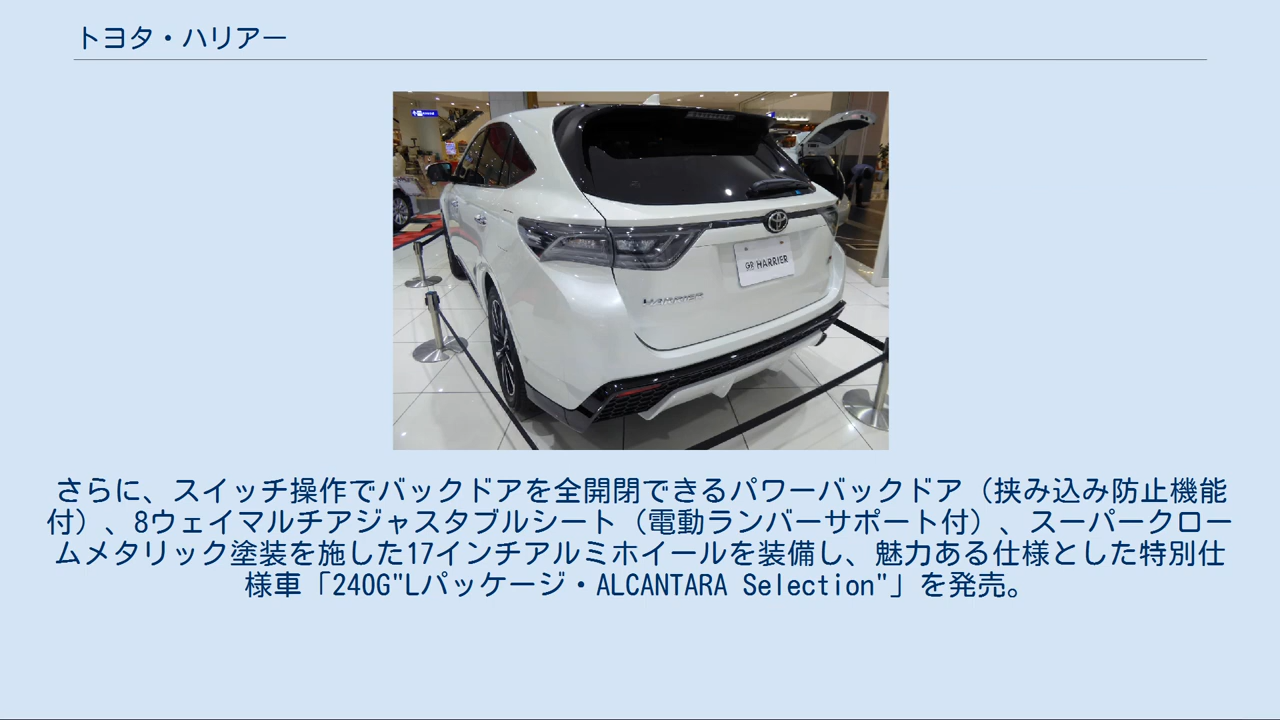 トヨタ・ハリアー
GR HARRIER
HARRIER
さらに、スイッチ操作でバックドアを全開閉できるパワーバックドア（挟み込み防止機能
付）、8ウェイマルチアジャスタブルシート（電動ランバーサポート付）、スーパークロー
ムメタリック塗装を施した17インチアルミホイールを装備し、魅力ある仕様とした特別仕
様車「240G"Lパッケージ・ALCANTARA Selection"」を発売。